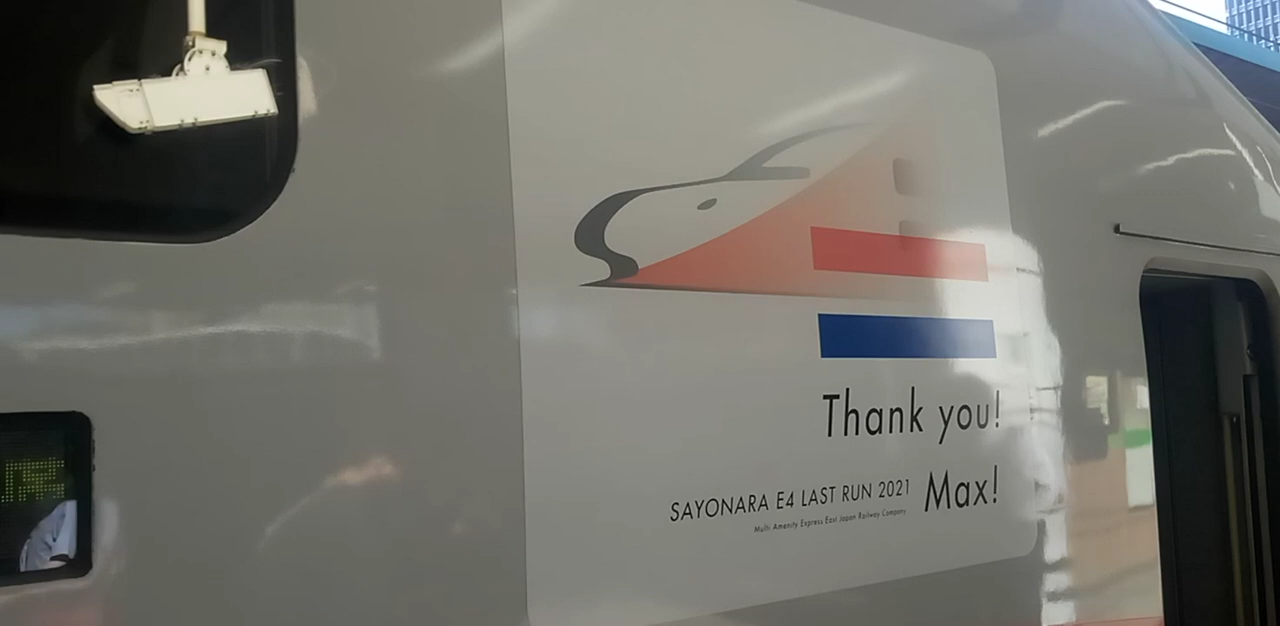 Thank you!
SAYONARA E4 LAST RUN 2021 Max!
Multi Amenity Express East Japan Railway Company